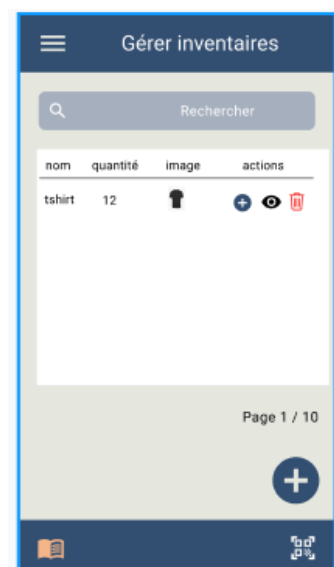 Gérer inventaires
Rechercher
nom quantité image actions
tshirt 12
Page 1 / 10